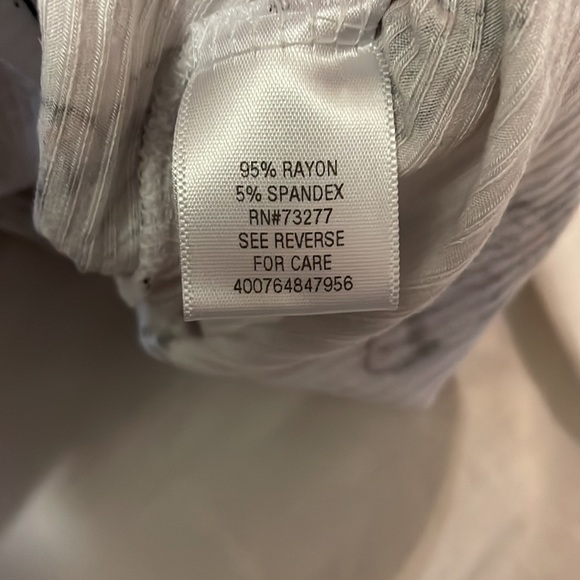 95% RAYON
5% SPANDEX
RN#73277
SEE REVERSE
FOR CARE
400764847956